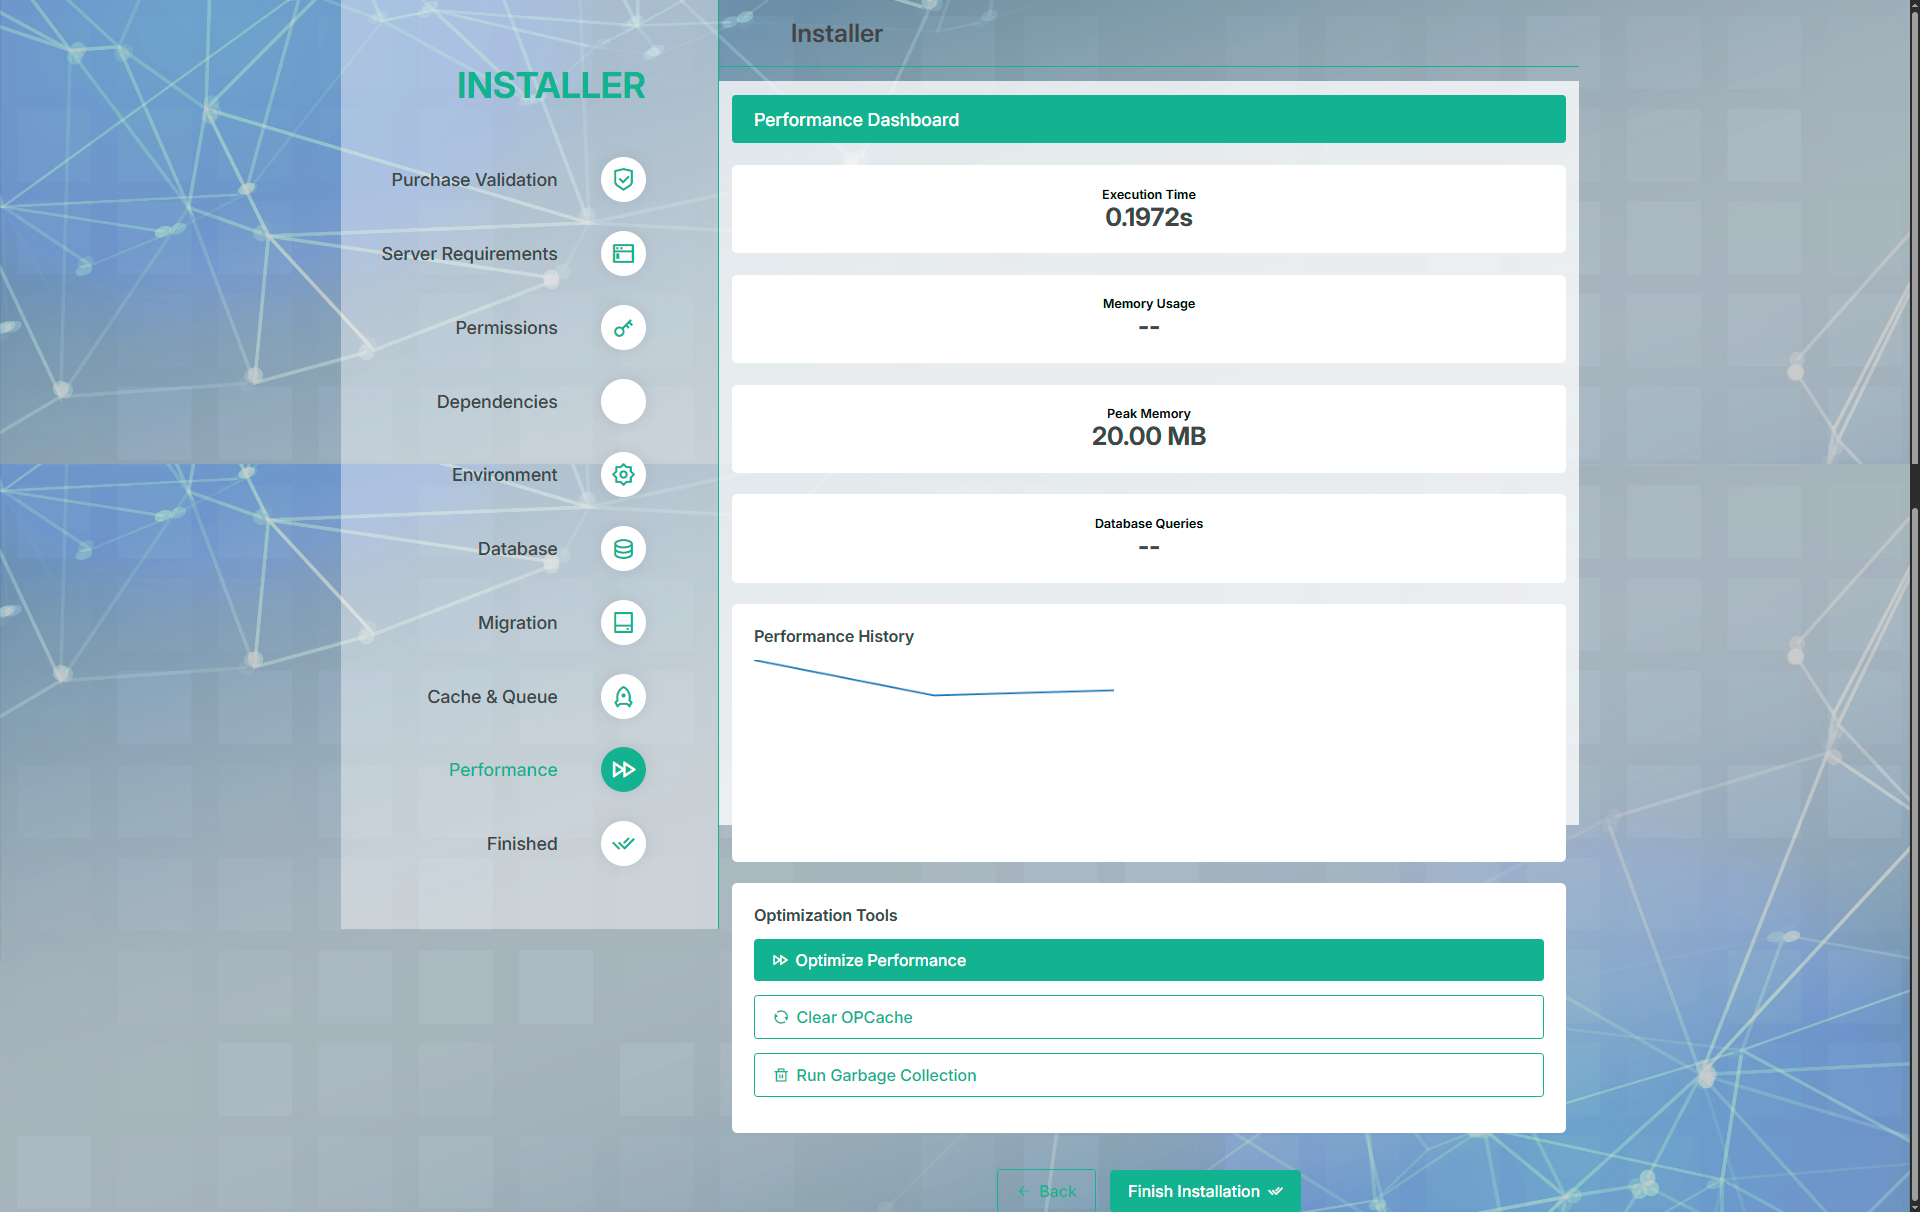 INSTALLER
Purchase Validation
Server Requirements
Permissions
Dependencies
Environment
Database
Migration
Cache & Queue
Performance
Finished
Installer
Performance Dashboard
Execution Time
0.1972s
Memory Usage
--
Peak Memory
20.00 MB
Database Queries
--
Performance History
Optimization Tools
Optimize Performance
Clear OPCache
Run Garbage Collection
Back
Finish Installation